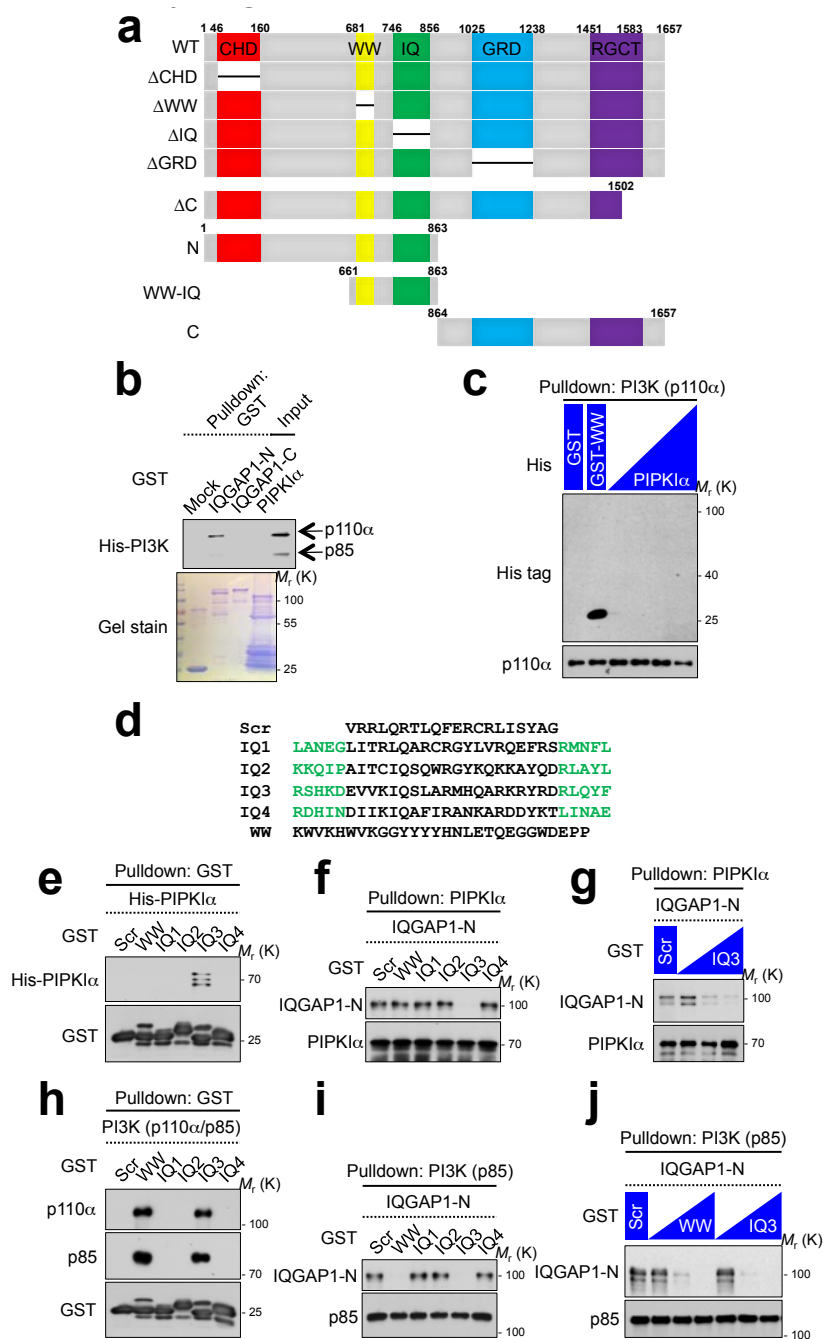 a
1 46 160 681 746 856 1025 1238 1451 1583 1657
WT CHD WW IQ GRD RGCT
ΔCHD
ΔWW
ΔIQ
ΔGRD
1502
ΔC
1 863
N
661 863
WW-IQ
864 1657
C
b
Pulldown: GST
Input
GST
Mock
IQGAP1-N
IQGAP1-C
PIPKIα
His-PI3K
p110α
p85
Mr (K)
Gel stain
100
55
25
c
Pulldown: PI3K (p110α)
His
GST
GST-WW
PIPKIα
Mr (K)
100
His tag
40
25
p110α
d
Scr VRRLQRTLQFERCRLISYAG
IQ1 LANEGLITRLQARCRGYLVRQEFRSRMNFL
IQ2 KKQIPAITCIQSQWRGYKQKKAYQDRLAYL
IQ3 RSHKDEVVKIQSLARMHQARKRYRDRLQYF
IQ4 RDHINDIIKIQAFIRANKARDDYKTLINAE
WW KWVKHWVKGGYYYYHNLETQEGGWDEPP
e
Pulldown: GST
His-PIPKIα
GST
Scr WW IQ1 IQ2 IQ3 IQ4
Mr (K)
His-PIPKIα
70
GST
25
f
Pulldown: PIPKIα
IQGAP1-N
GST
Scr WW IQ1 IQ2 IQ3 IQ4
Mr (K)
IQGAP1-N
100
PIPKIα
70
g
Pulldown: PIPKIα
IQGAP1-N
GST
Scr
IQ3
Mr (K)
IQGAP1-N
100
PIPKIα
70
h
Pulldown: GST
PI3K (p110α/p85)
GST
Scr WW IQ1 IQ2 IQ3 IQ4
Mr (K)
p110α
100
p85
70
GST
25
i
Pulldown: PI3K (p85)
IQGAP1-N
GST
Scr WW IQ1 IQ2 IQ3 IQ4
Mr (K)
IQGAP1-N
100
p85
100
j
Pulldown: PI3K (p85)
IQGAP1-N
GST
Scr
WW
IQ3
Mr (K)
IQGAP1-N
100
p85
100